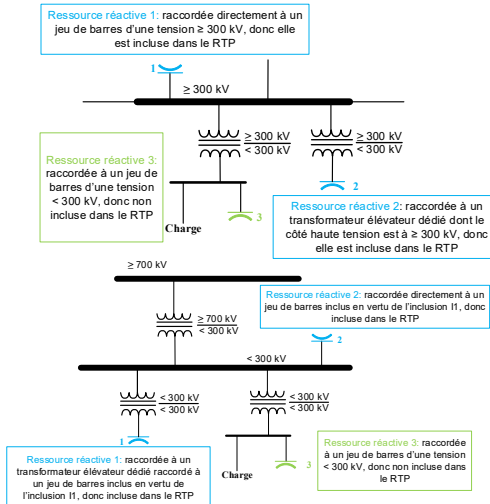 Ressource réactive 1: raccordée directement à un
jeu de barres d'une tension ≥ 300 kV, donc elle
est incluse dans le RTP
1
≥ 300 kV
≥ 300 kV
< 300 kV
≥ 300 kV
< 300 kV
Ressource réactive 3:
raccordée à un jeu de
barres d'une tension
< 300 kV, donc non
incluse dans le RTP
2
3
Charge
Ressource réactive 2: raccordée à un
transformateur élévateur dédié dont le
côté haute tension est à ≥ 300 kV, donc
elle est incluse dans le RTP
≥ 700 kV
Ressource réactive 2: raccordée directement à un
jeu de barres inclus en vertu de l'inclusion I1, donc
incluse dans le RTP
≥ 700 kV
< 300 kV
2
< 300 kV
< 300 kV
< 300 kV
< 300 kV
< 300 kV
1
Ressource réactive 1: raccordée à un
transformateur élévateur dédié raccordé à
un jeu de barres inclus en vertu de
l'inclusion I1, donc incluse dans le RTP
3
Charge
Ressource réactive 3: raccordée
à un jeu de barres d'une tension
< 300 kV, donc non incluse dans le
RTP